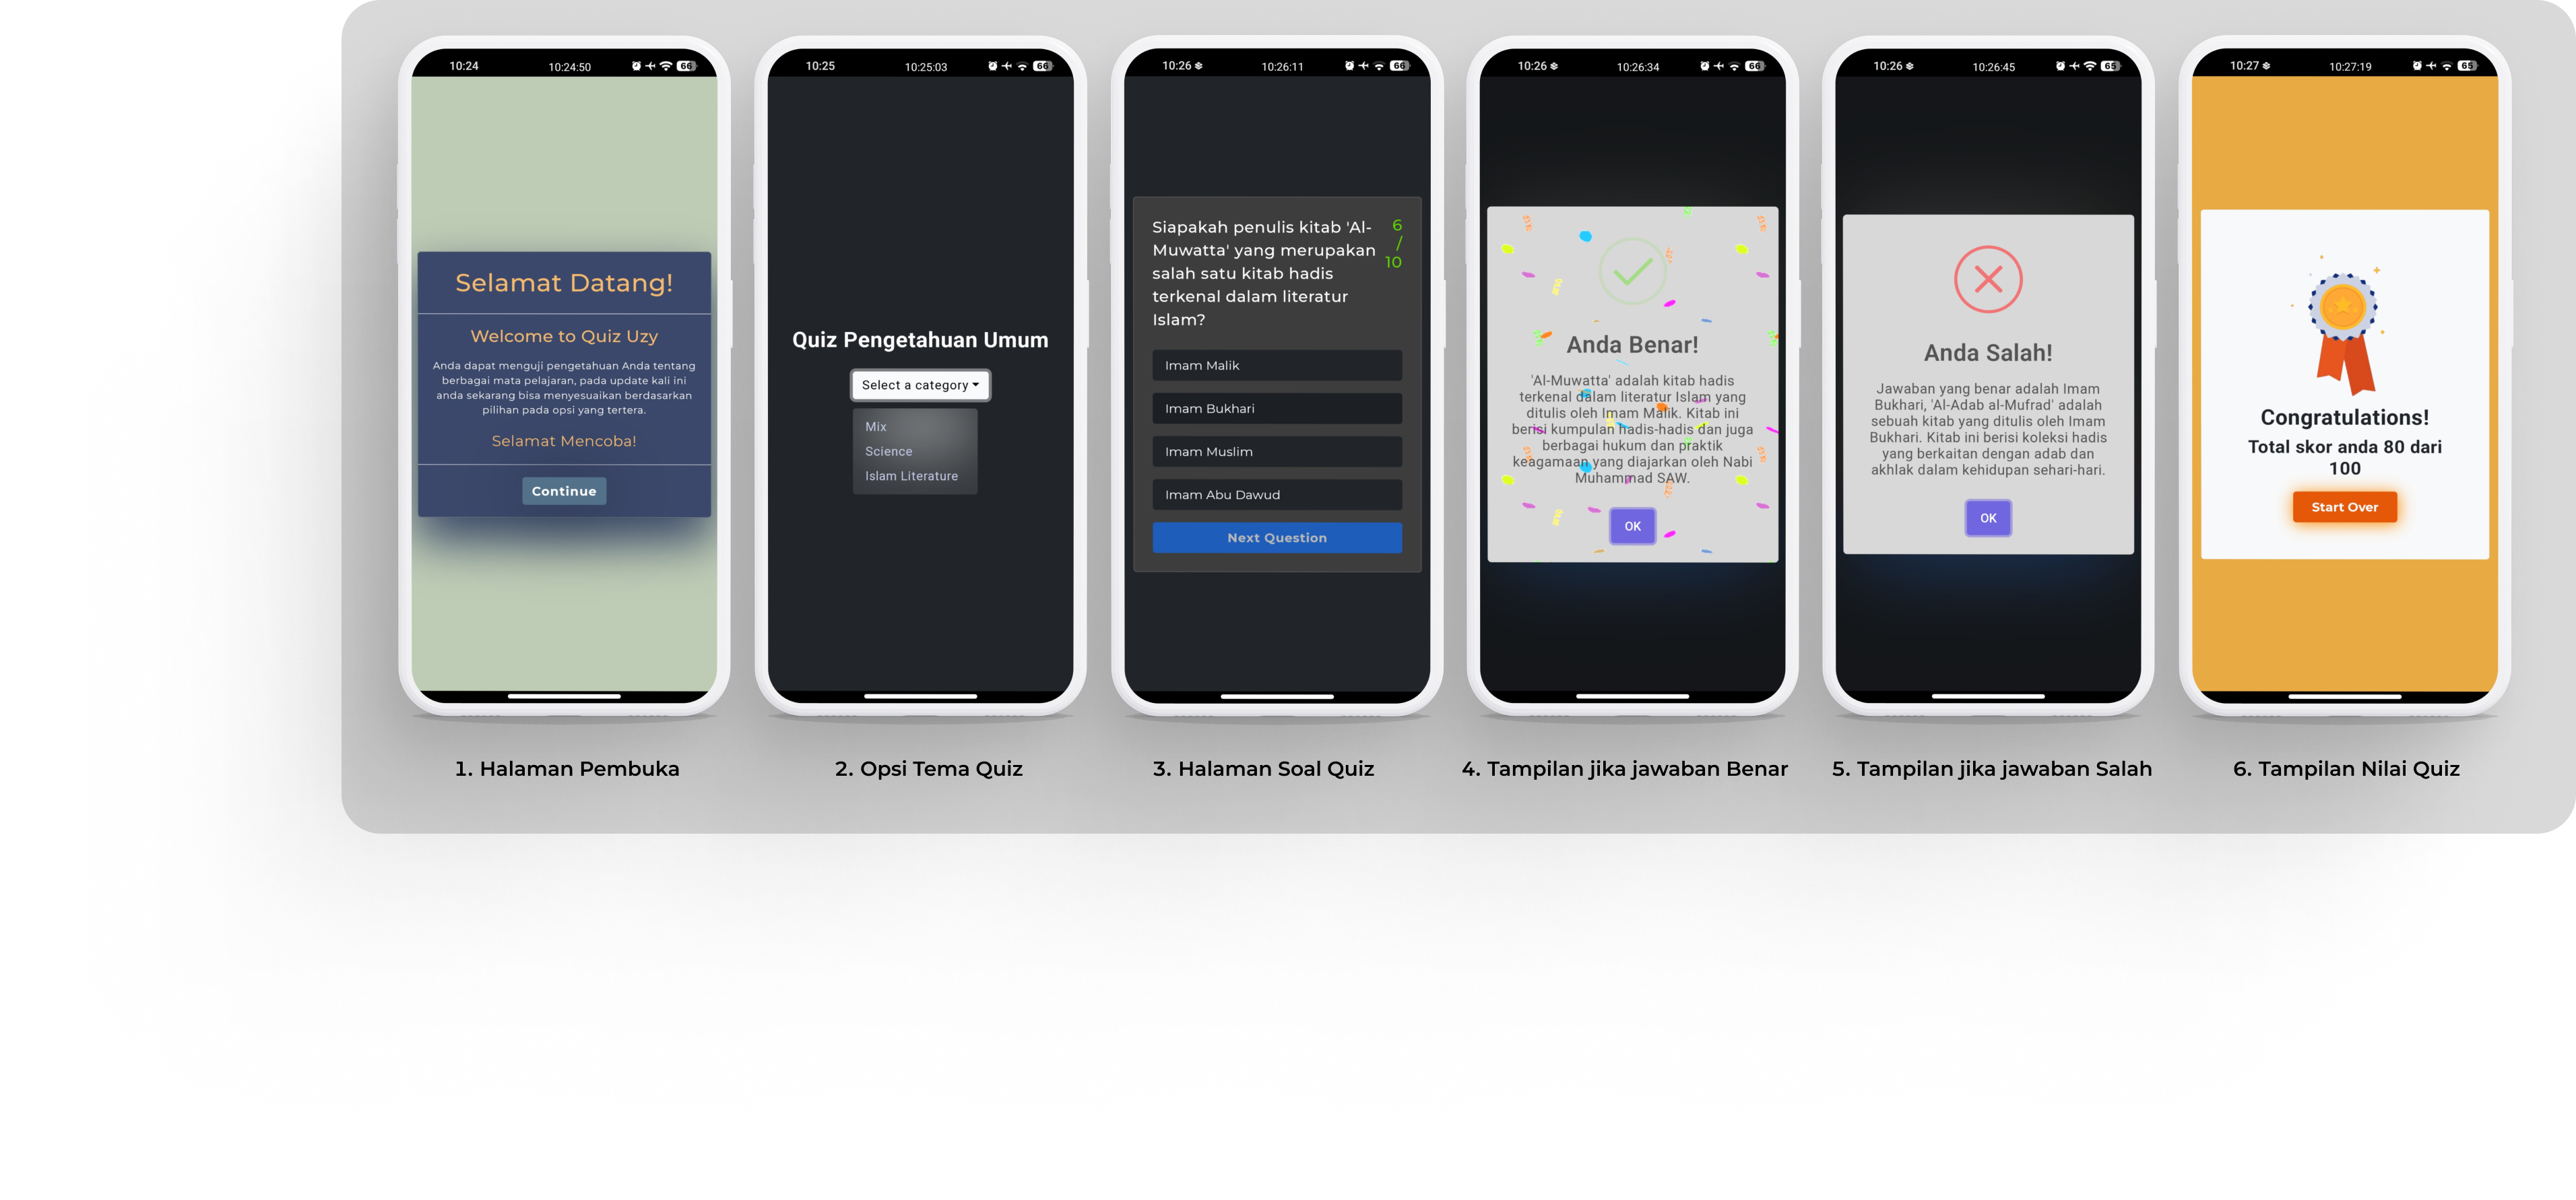 10:24 10:24:50 66
Selamat Datang!
Welcome to Quiz Uzy
Anda dapat menguji pengetahuan Anda tentang
berbagai mata pelajaran, pada update kali ini
anda sekarang bisa menyesuaikan berdasarkan
pilihan pada opsi yang tertera.
Selamat Mencoba!
Continue
1. Halaman Pembuka
10:25 10:25:03 66
Quiz Pengetahuan Umum
Select a category
Mix
Science
Islam Literature
2. Opsi Tema Quiz
10:26 10:26:11 66
Siapakah penulis kitab 'Al-
Muwatta' yang merupakan
salah satu kitab hadis
terkenal dalam literatur
Islam?
6
/
10
Imam Malik
Imam Bukhari
Imam Muslim
Imam Abu Dawud
Next Question
3. Halaman Soal Quiz
10:26 10:26:34 66
Anda Benar!
'Al-Muwatta' adalah kitab hadis
terkenal dalam literatur Islam yang
ditulis oleh Imam Malik. Kitab ini
berisi kumpulan hadis-hadis dan juga
berbagai hukum dan praktik
keagamaan yang diajarkan oleh Nabi
Muhammad SAW.
OK
4. Tampilan jika jawaban Benar
10:26 10:26:45 65
Anda Salah!
Jawaban yang benar adalah Imam
Bukhari, 'Al-Adab al-Mufrad' adalah
sebuah kitab yang ditulis oleh Imam
Bukhari. Kitab ini berisi koleksi hadis
yang berkaitan dengan adab dan
akhlak dalam kehidupan sehari-hari.
OK
5. Tampilan jika jawaban Salah
10:27 10:27:19 65
Congratulations!
Total skor anda 80 dari
100
Start Over
6. Tampilan Nilai Quiz